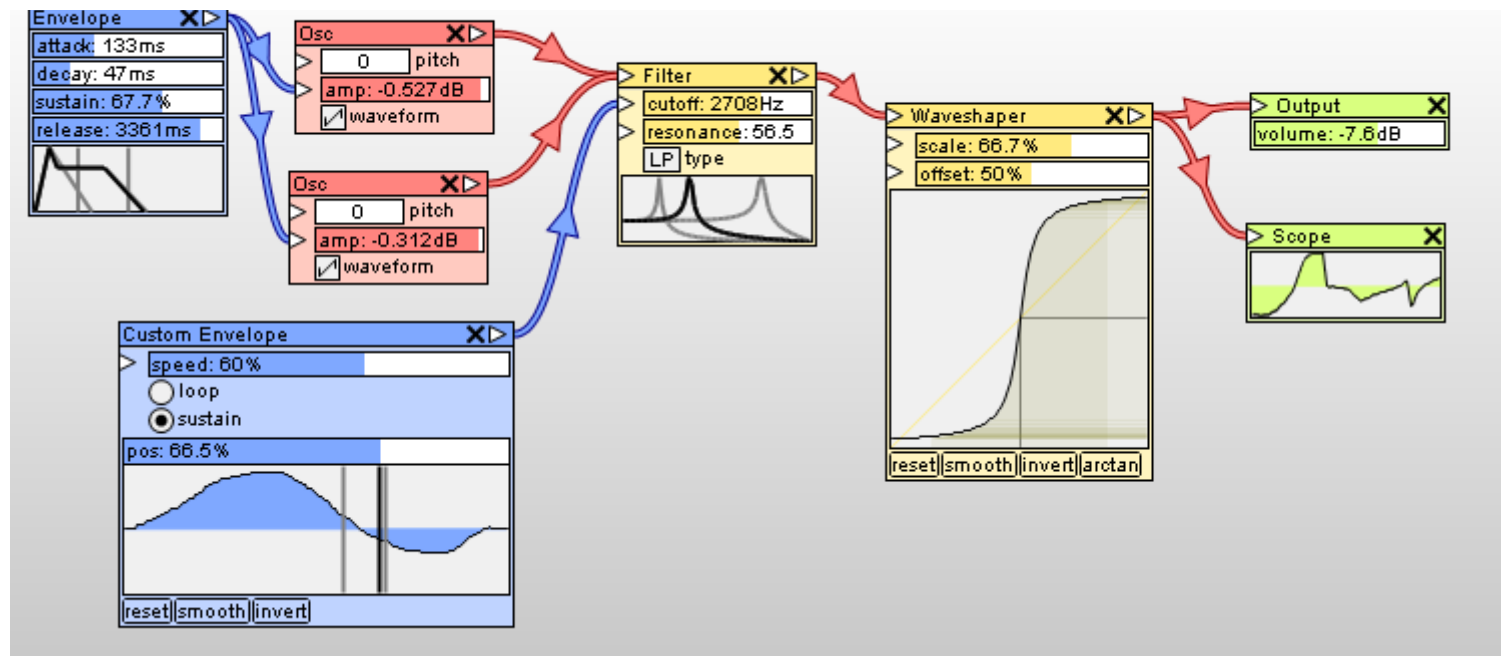 Envelope
attack: 133ms
decay: 47ms
sustain: 67.7%
release: 3361ms
Osc
0 pitch
amp: -0.527dB
waveform
Osc
0 pitch
amp: -0.312dB
waveform
Custom Envelope
speed: 60%
loop
sustain
pos: 66.5%
reset smooth invert
Filter
cutoff: 2708Hz
resonance: 56.5
LP type
Waveshaper
scale: 66.7%
offset: 50%
reset smooth invert arctan
Output
volume: -7.6dB
Scope